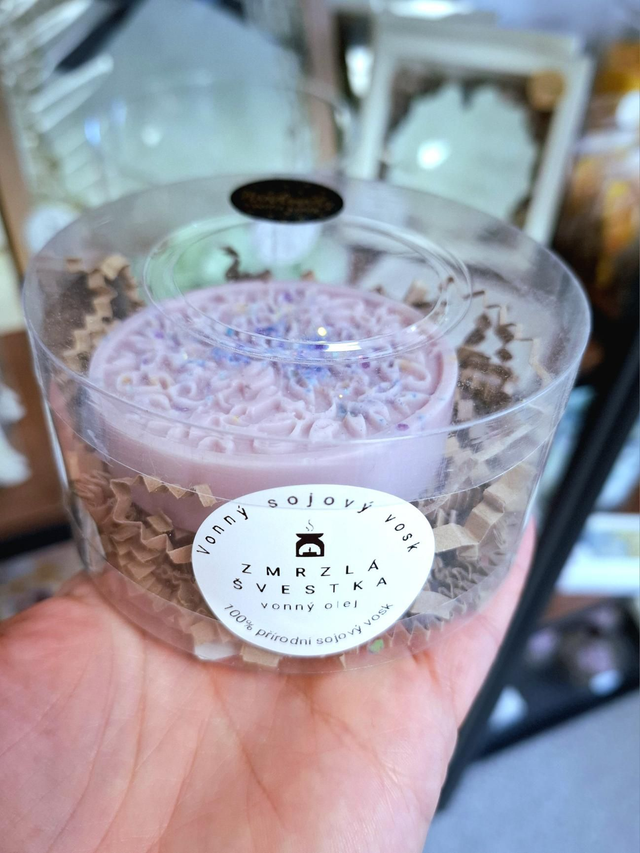 Vonný sojový vosk
ZMRZLÁ
ŠVESTKA
vonný olej
100% přírodní sojový vosk